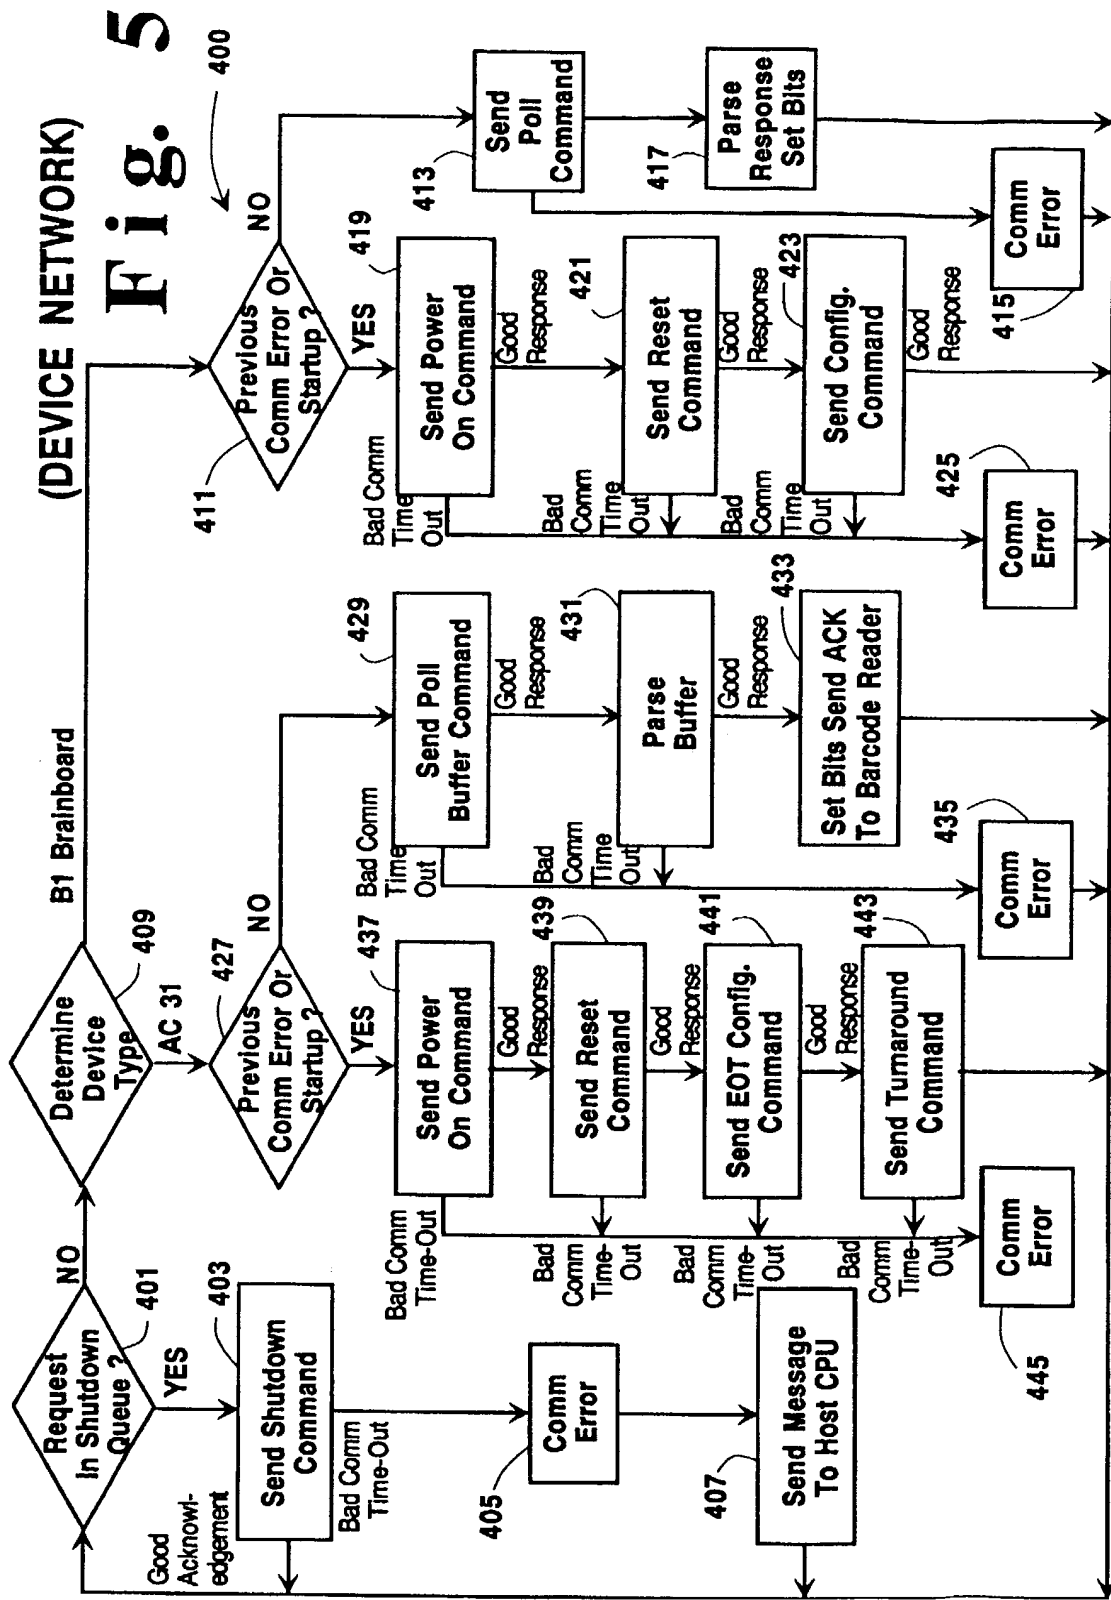 (DEVICE NETWORK)
Fig. 5
400
Request
In Shutdown
Queue ?
401
NO
YES
403
Send Shutdown
Command
Good
Acknowl-
edgement
Bad Comm
Time-Out
405
Comm
Error
407
Send Message
To Host CPU
Determine
Device
Type
409
B1 Brainboard
AC 31
427
Previous
Comm Error Or
Startup ?
NO
YES
437
Send Power
On Command
Bad Comm
Time-Out
Good
Response
439
Send Reset
Command
Bad
Comm
Time-
Out
Good
Response
441
Send EOT Config.
Command
Bad
Comm
Time-
Out
Good
Response
443
Send Turnaround
Command
Bad
Comm
Time-
Out
Comm
Error
445
429
Send Poll
Buffer Command
Bad Comm
Time
Out
Good
Response
431
Parse
Buffer
Bad
Comm
Time
Out
Good
Response
433
Set Bits Send ACK
To Barcode Reader
435
Comm
Error
411
Previous
Comm Error Or
Startup ?
NO
YES
419
Send Power
On Command
Bad Comm
Time
Out
Good
Response
421
Send Reset
Command
Bad
Comm
Time
Out
Good
Response
423
Send Config.
Command
Bad
Comm
Time
Out
Good
Response
425
Comm
Error
413
Send
Poll
Command
417
Parse
Response
Set Bits
415
Comm
Error